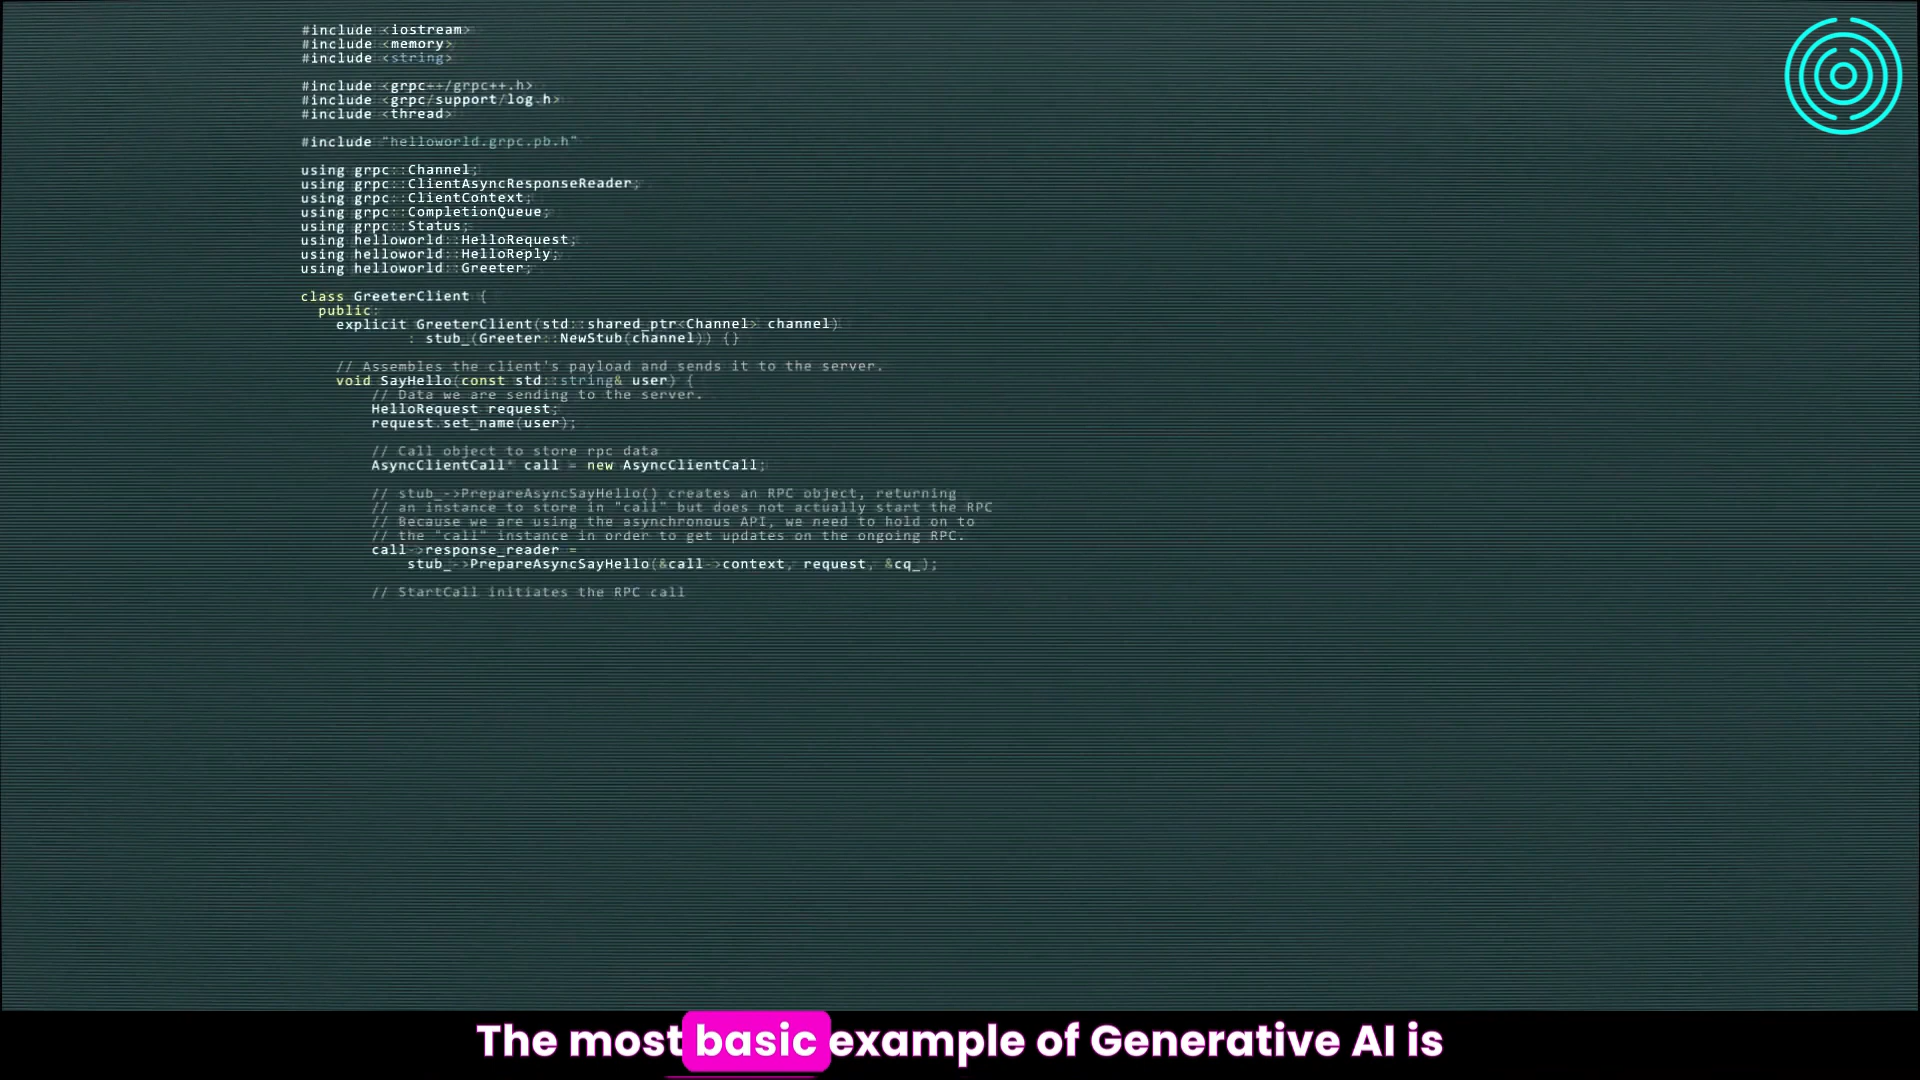 #include <iostream>
#include <memory>
#include <string>
#include <grpc++/grpc++.h>
#include <grpc/support/log.h>
#include <thread>
#include "helloworld.grpc.pb.h"
using grpc::Channel;
using grpc::ClientAsyncResponseReader;
using grpc::ClientContext;
using grpc::CompletionQueue;
using grpc::Status;
using helloworld::HelloRequest;
using helloworld::HelloReply;
using helloworld::Greeter;
class GreeterClient {
public:
explicit GreeterClient(std::shared_ptr<Channel> channel)
: stub_(Greeter::NewStub(channel)) {}
// Assembles the client's payload and sends it to the server.
void SayHello(const std::string& user) {
// Data we are sending to the server.
HelloRequest request;
request.set_name(user);
// Call object to store rpc data
AsyncClientCall* call = new AsyncClientCall;
// stub_->PrepareAsyncSayHello() creates an RPC object, returning
// an instance to store in "call" but does not actually start the RPC
// Because we are using the asynchronous API, we need to hold on to
// the "call" instance in order to get updates on the ongoing RPC.
call->response_reader =
stub_->PrepareAsyncSayHello(&call->context, request, &cq_);
// StartCall initiates the RPC call
The most basic example of Generative AI is